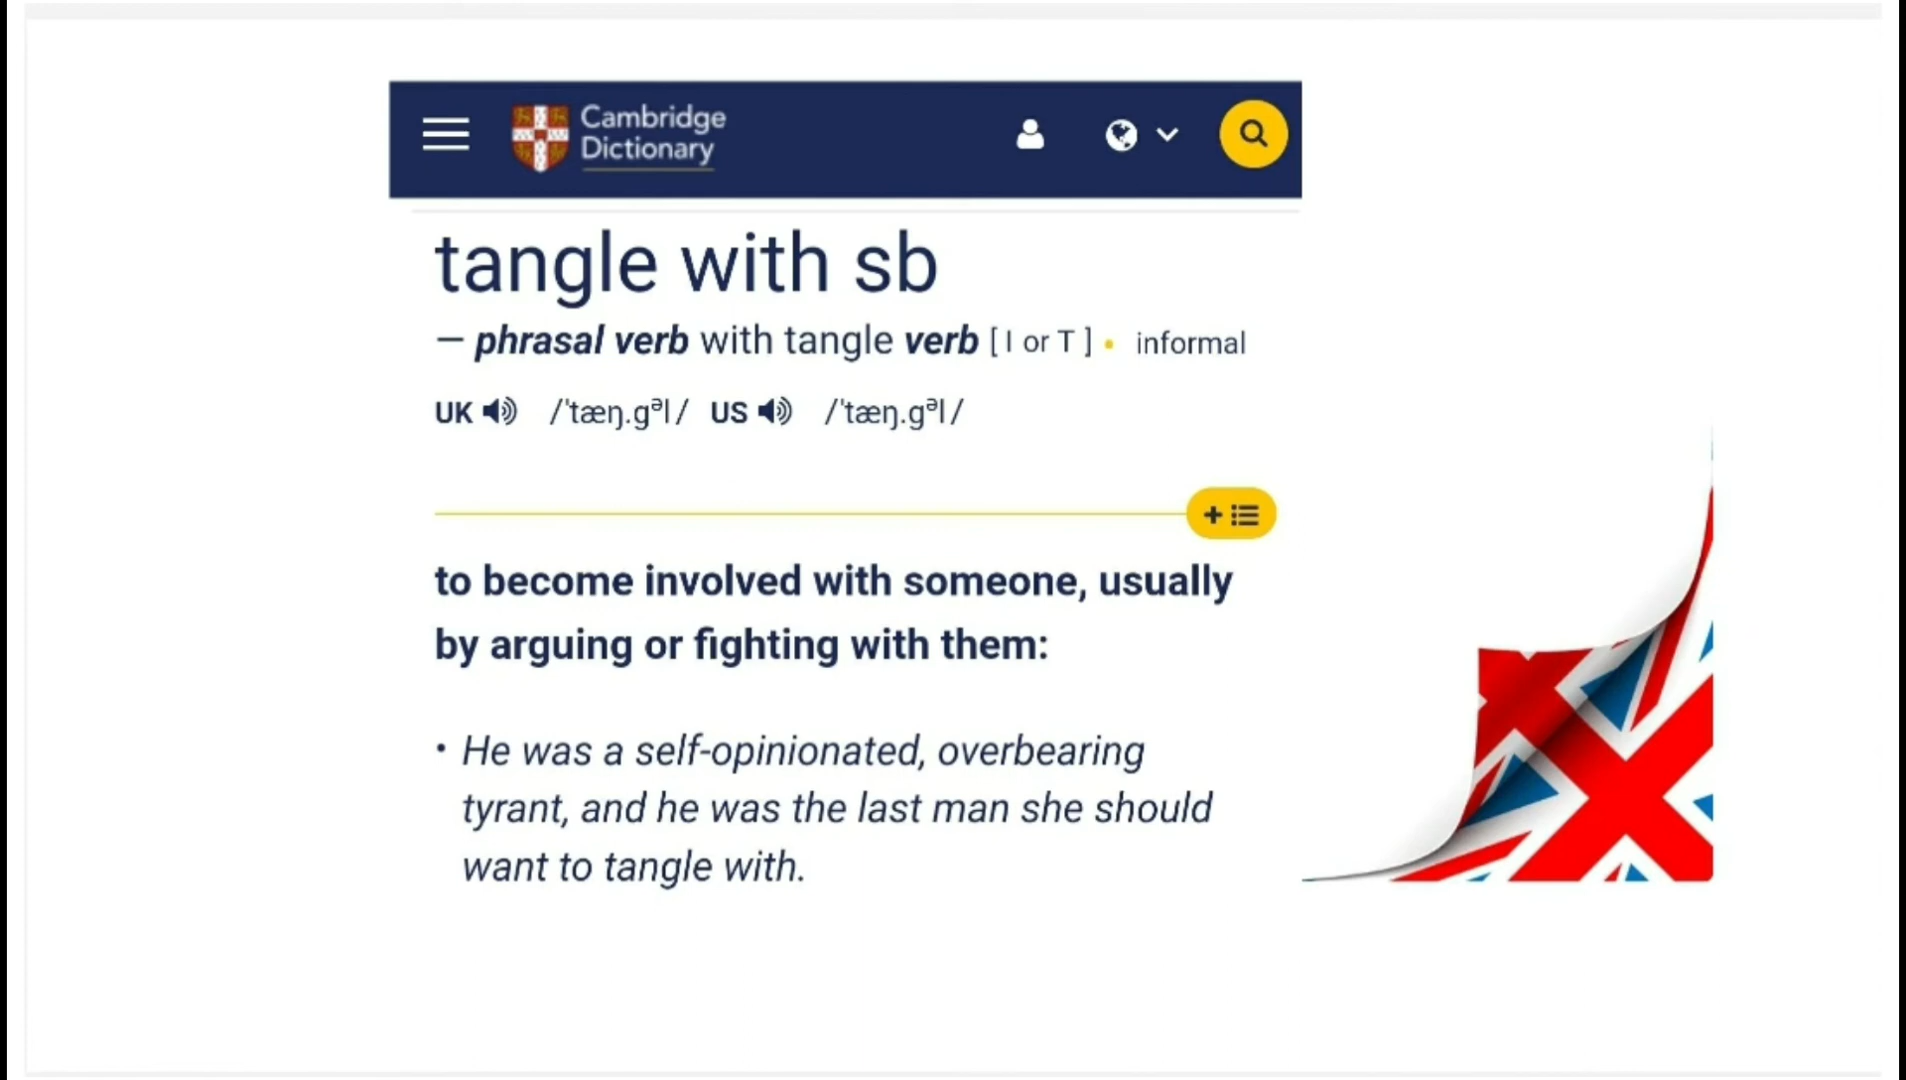 Cambridge
Dictionary
tangle with sb
— phrasal verb with tangle verb [ I or T ] • informal
UK /ˈtæŋ.ɡᵊl/ US /ˈtæŋ.ɡᵊl/
to become involved with someone, usually
by arguing or fighting with them:
• He was a self-opinionated, overbearing
tyrant, and he was the last man she should
want to tangle with.